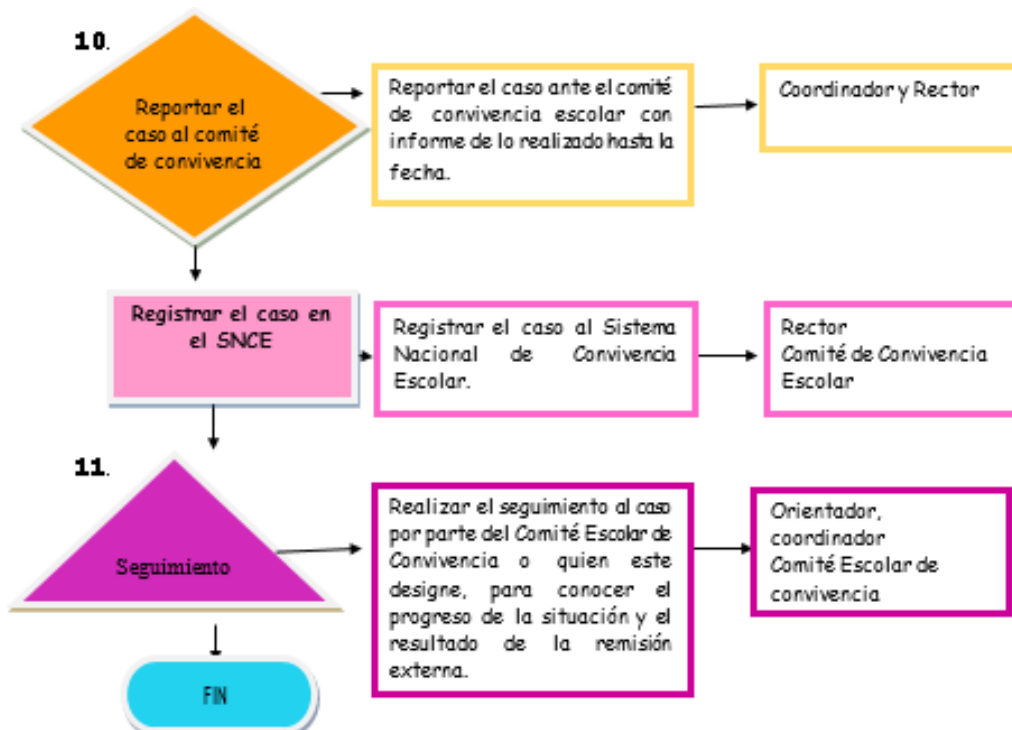 10.
Reportar el
caso al comité
de convivencia
Reportar el caso ante el comité
de convivencia escolar con
informe de lo realizado hasta la
fecha.
Coordinador y Rector
Registrar el caso en
el SNCE
Registrar el caso al Sistema
Nacional de Convivencia
Escolar.
Rector
Comité de Convivencia
Escolar
11.
Seguimiento
Realizar el seguimiento al caso
por parte del Comité Escolar de
Convivencia o quien este
designe, para conocer el
progreso de la situación y el
resultado de la remisión
externa.
Orientador,
coordinador
Comité Escolar de
convivencia
FIN